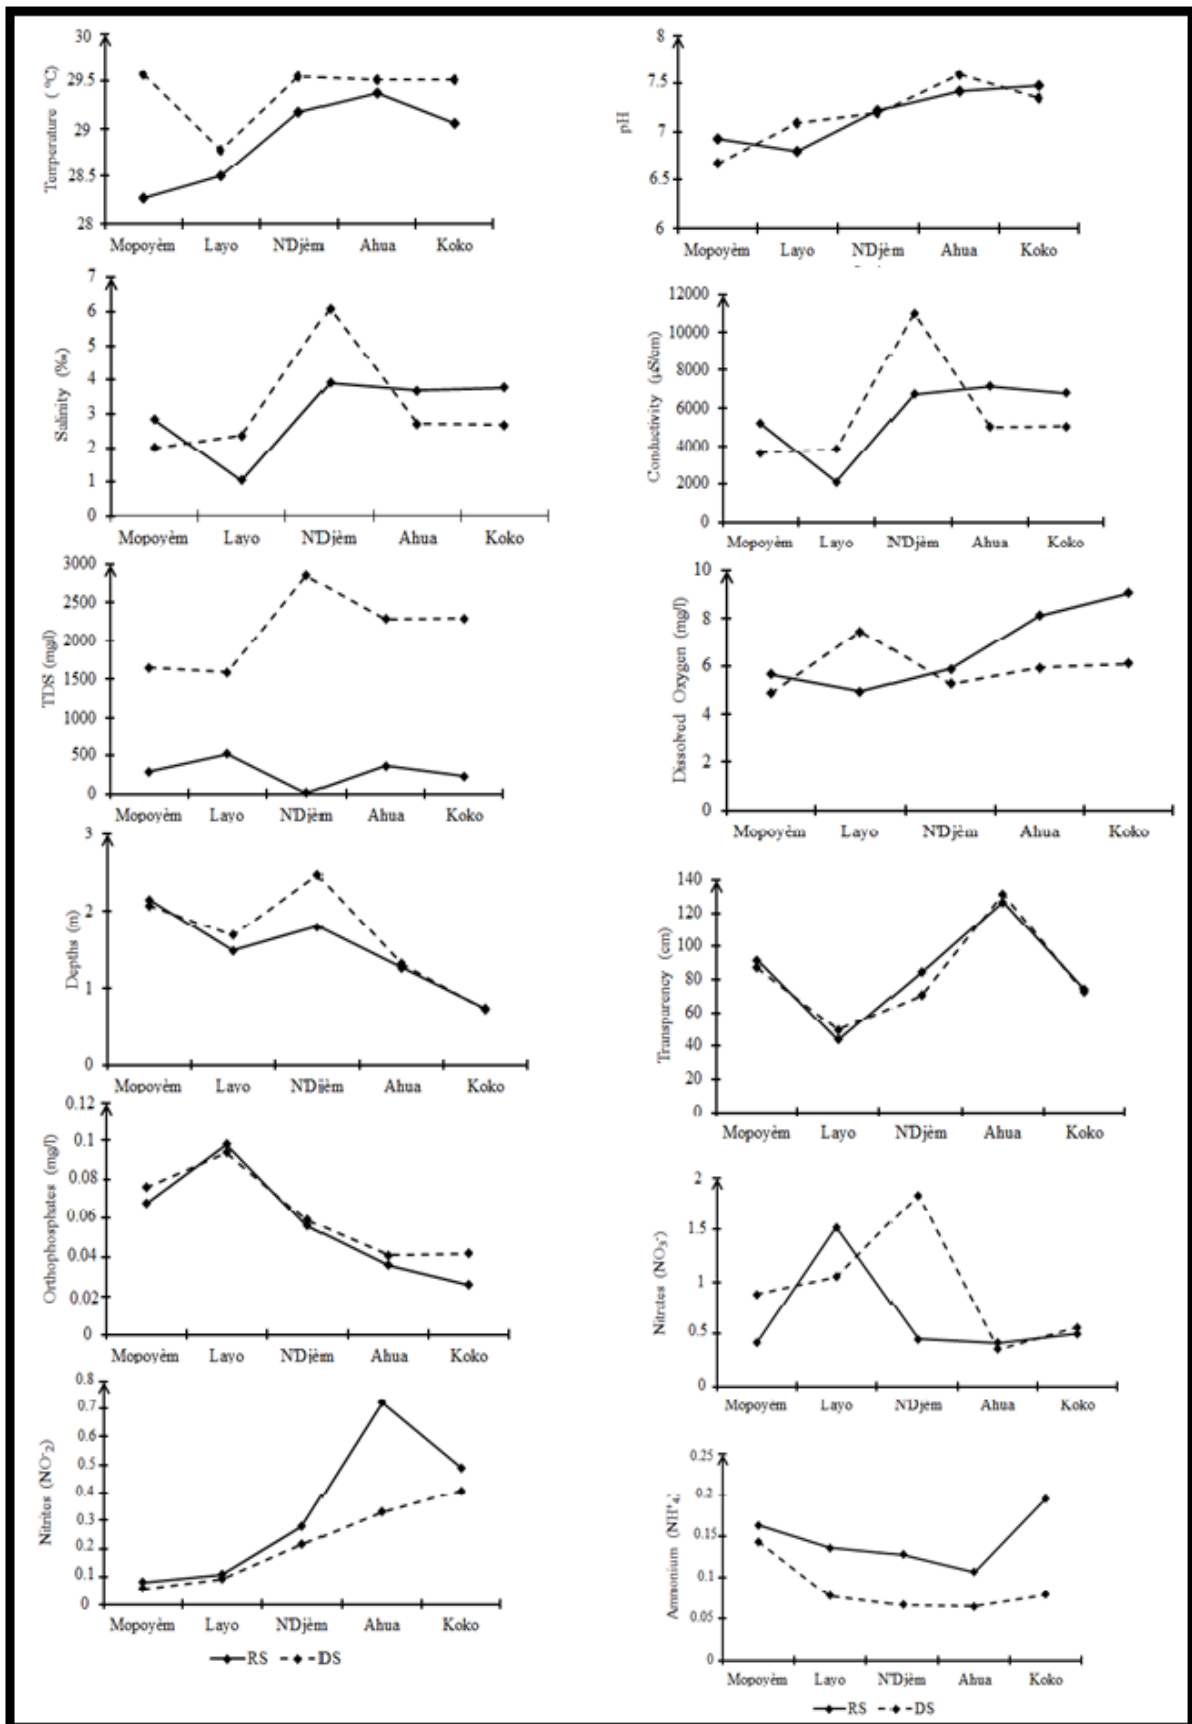 Temperature ( °C)
30
29.5
29
28.5
28
Mopoyèm Layo N'Djèm Ahua Koko
pH
8
7.5
7
6.5
6
Mopoyèm Layo N'Djèm Ahua Koko
Salinity (‰)
7
6
5
4
3
2
1
0
Mopoyèm Layo N'Djèm Ahua Koko
Conductivity (µS/cm)
12000
10000
8000
6000
4000
2000
0
Mopoyèm Layo N'Djèm Ahua Koko
TDS (mg/l)
3000
2500
2000
1500
1000
500
0
Mopoyèm Layo N'Djèm Ahua Koko
Dissolved Oxygen (mg/l)
10
8
6
4
2
0
Mopoyèm Layo N'Djèm Ahua Koko
Depths (m)
3
2
1
0
Mopoyèm Layo N'Djèm Ahua Koko
Transparency (cm)
140
120
100
80
60
40
20
0
Mopoyèm Layo N'Djèm Ahua Koko
Orthophosphates (mg/l)
0.12
0.1
0.08
0.06
0.04
0.02
0
Mopoyèm Layo N'Djèm Ahua Koko
Nitrates (NO₃⁻)
2
1.5
1
0.5
0
Mopoyèm Layo N'Djèm Ahua Koko
Nitrites (NO⁻₂)
0.8
0.7
0.6
0.5
0.4
0.3
0.2
0.1
0
Mopoyèm Layo N'Djèm Ahua Koko
RS DS
Ammonium (NH⁺₄)
0.25
0.2
0.15
0.1
0.05
0
Mopoyèm Layo N'Djèm Ahua Koko
RS DS